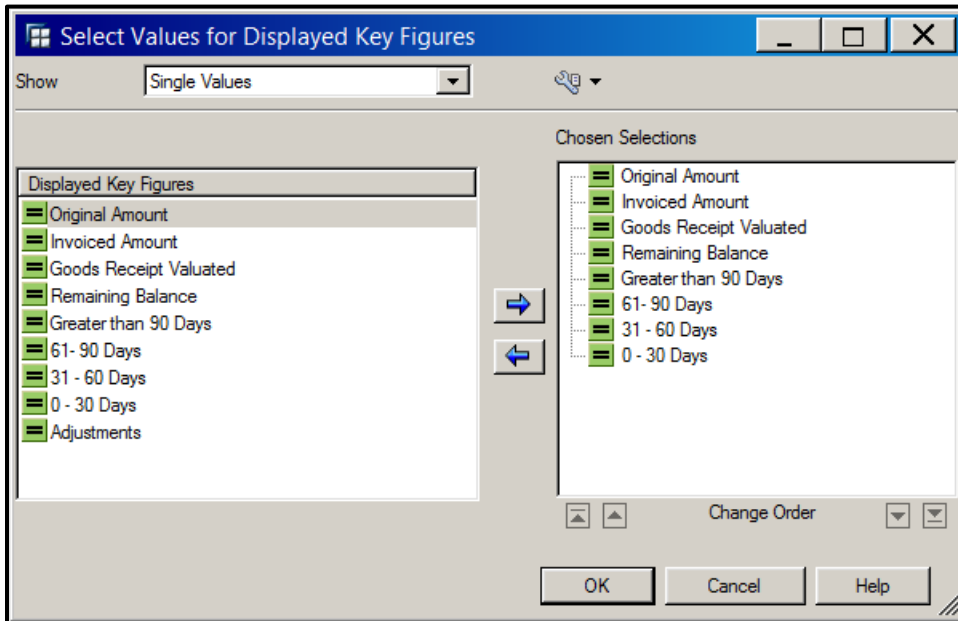 Select Values for Displayed Key Figures
Show Single Values
Chosen Selections
Displayed Key Figures
Original Amount
Invoiced Amount
Goods Receipt Valuated
Remaining Balance
Greater than 90 Days
61- 90 Days
31 - 60 Days
0 - 30 Days
Adjustments
Original Amount
Invoiced Amount
Goods Receipt Valuated
Remaining Balance
Greater than 90 Days
61- 90 Days
31 - 60 Days
0 - 30 Days
Change Order
OK Cancel Help